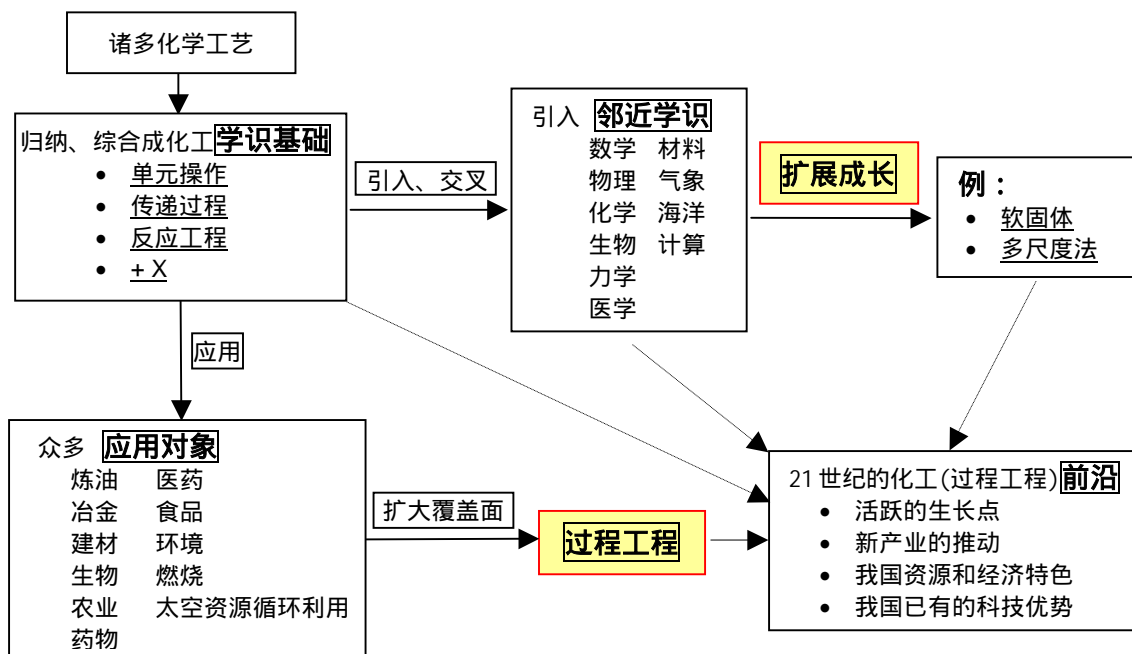 诸多化学工艺
归纳、综合成化工学识基础
• 单元操作
• 传递过程
• 反应工程
• + X
引入、交叉
引入 邻近学识
数学 材料
物理 气象
化学 海洋
生物 计算
力学
医学
扩展成长
例：
• 软固体
• 多尺度法
应用
众多 应用对象
炼油 医药
冶金 食品
建材 环境
生物 燃烧
农业 太空资源循环利用
药物
扩大覆盖面
过程工程
21世纪的化工(过程工程)前沿
• 活跃的生长点
• 新产业的推动
• 我国资源和经济特色
• 我国已有的科技优势